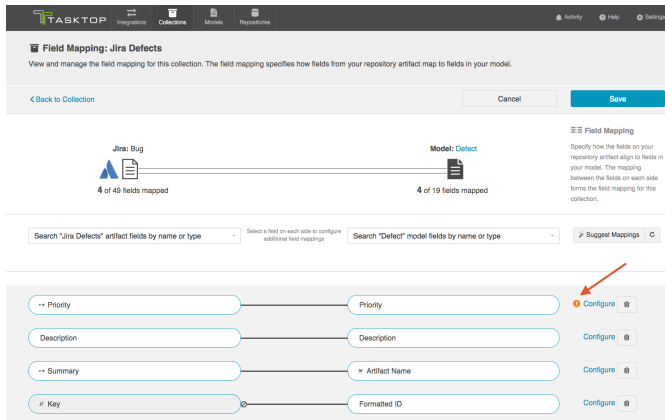 TASKTOP
Integrations
Collections
Models
Repositories
Activity
Help
Settings
Field Mapping: Jira Defects
View and manage the field mapping for this collection. The field mapping specifies how fields from your repository artifact map to fields in your model.
Back to Collection
Cancel
Save
Field Mapping
Specify how the fields on your
repository artifact align to fields in
your model. The mapping
between the fields on each side
forms the field mapping for this
collection.
Jira: Bug
Model: Defect
4 of 49 fields mapped
4 of 19 fields mapped
Search "Jira Defects" artifact fields by name or type
Select a field on each side to configure
additional field mappings
Search "Defect" model fields by name or type
Suggest Mappings
Priority
Priority
Configure
Description
Description
Configure
Summary
Artifact Name
Configure
Key
Formatted ID
Configure